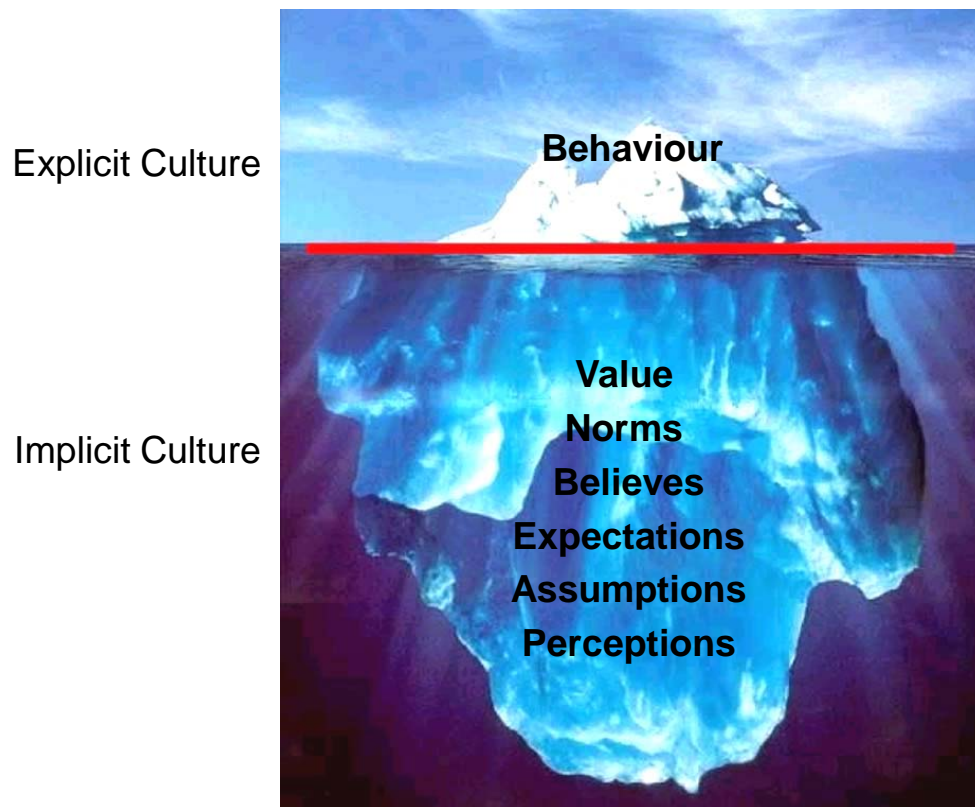 Explicit Culture
Behaviour
Implicit Culture
Value
Norms
Believes
Expectations
Assumptions
Perceptions